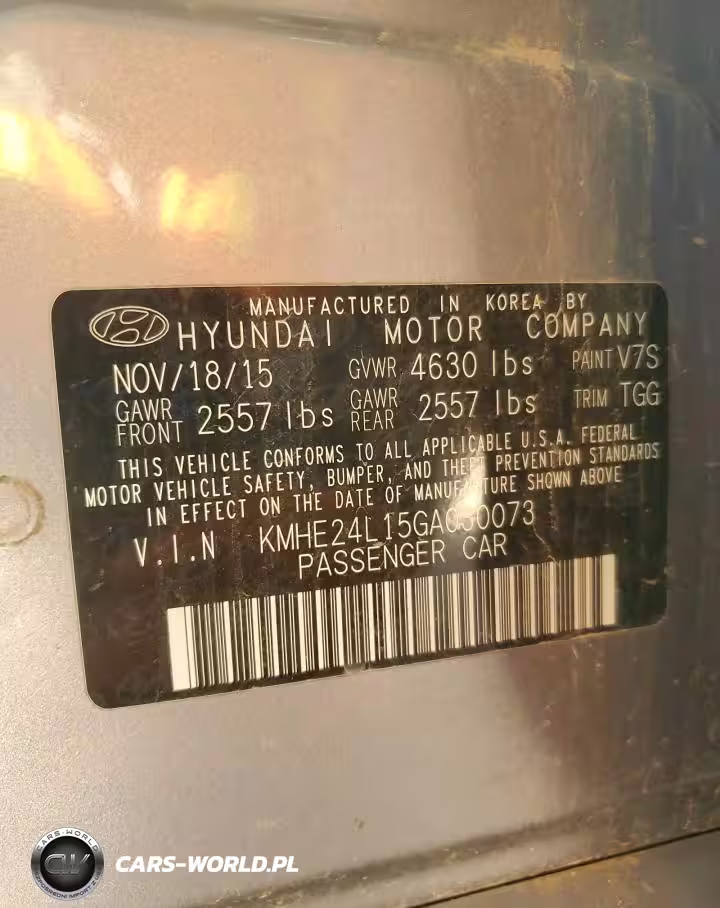 MANUFACTURED IN KOREA BY
HYUNDAI MOTOR COMPANY
NOV/18/15 GVWR 4630 lbs PAINT V7S
GAWR FRONT 2557 lbs GAWR REAR 2557 lbs TRIM TGG
THIS VEHICLE CONFORMS TO ALL APPLICABLE U.S.A. FEDERAL
MOTOR VEHICLE SAFETY, BUMPER, AND THEFT PREVENTION STANDARDS
IN EFFECT ON THE DATE OF MANUFACTURE SHOWN ABOVE
V.I.N KMHE24L15GA030073
PASSENGER CAR
CARS-WORLD.PL